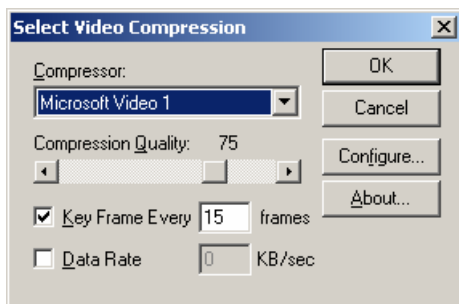 Select Video Compression
Compressor:
Microsoft Video 1
Compression Quality: 75
Key Frame Every 15 frames
Data Rate 0 KB/sec
OK
Cancel
Configure...
About...